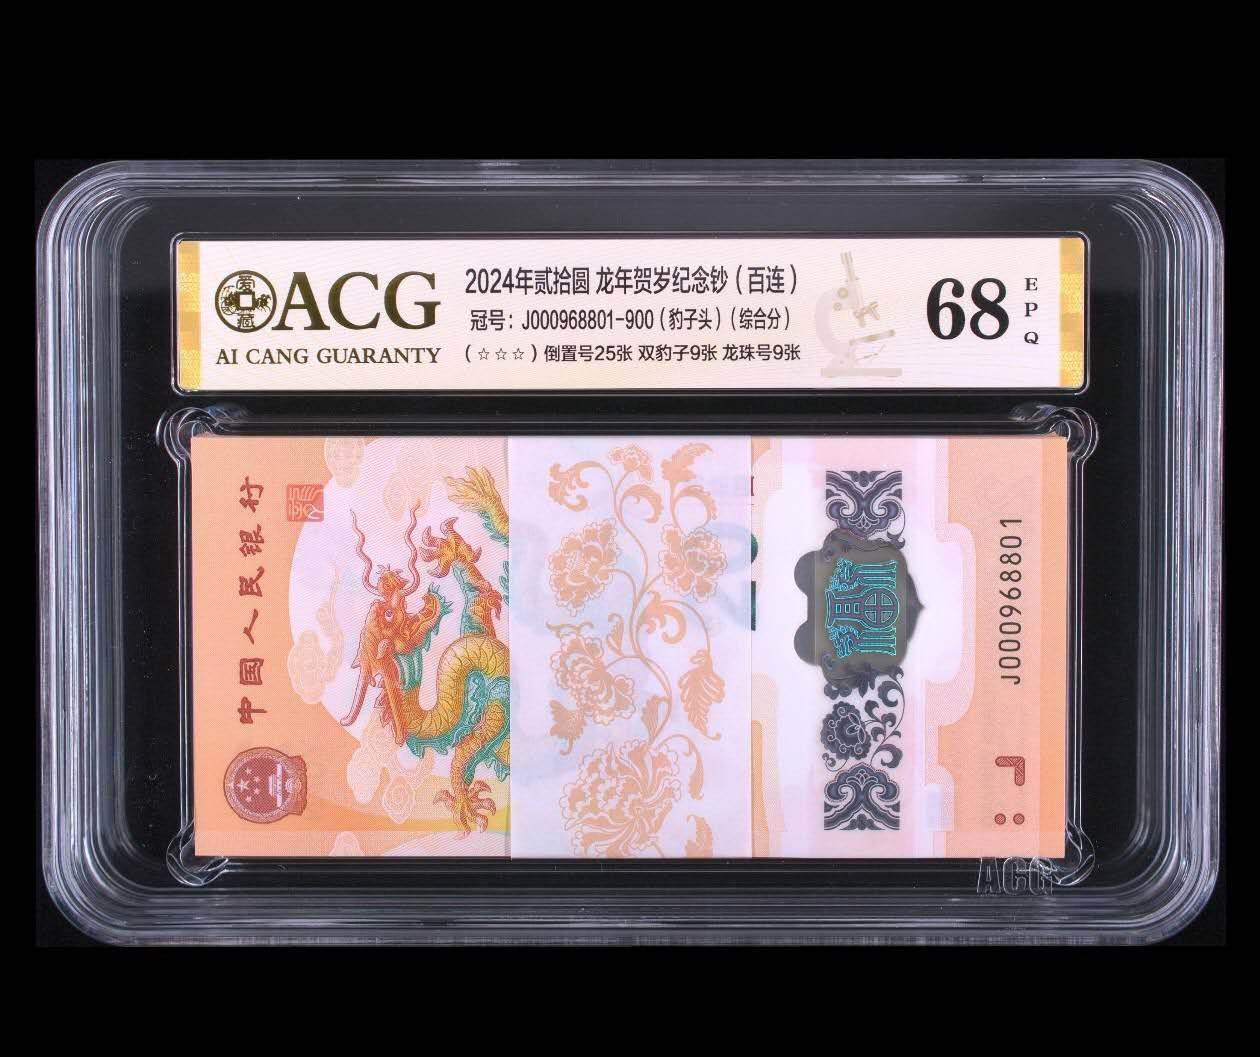 ACG
AI CANG GUARANTY
2024年贰拾圆 龙年贺岁纪念钞（百连）
冠号：J000968801-900（豹子头）（综合分）
（☆☆☆）倒置号25张 双豹子9张 龙珠号9张
68
EPQ
中国人民银行
J000968801
ACG